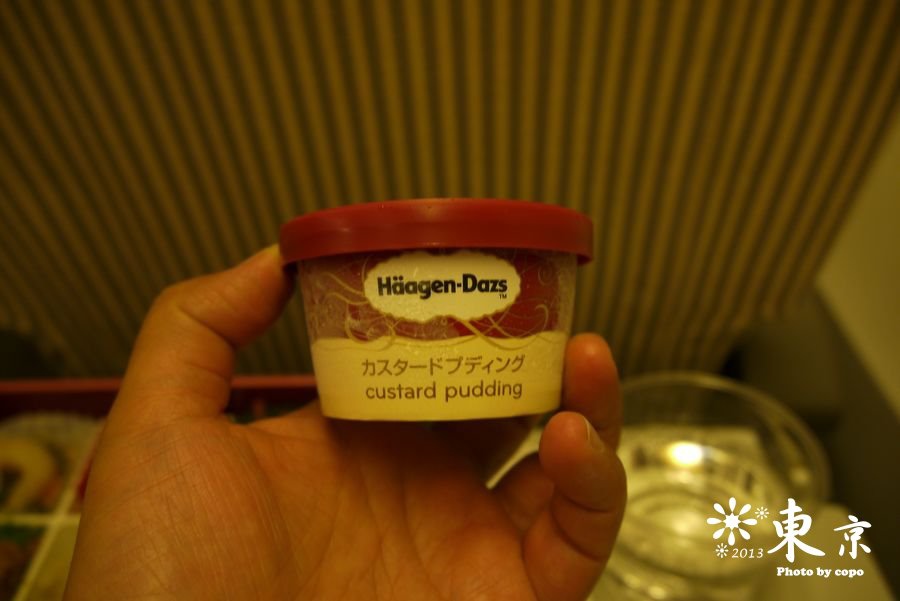 Häagen-Dazs
TM
カスタードプディング
custard pudding
2013 東京
Photo by copo